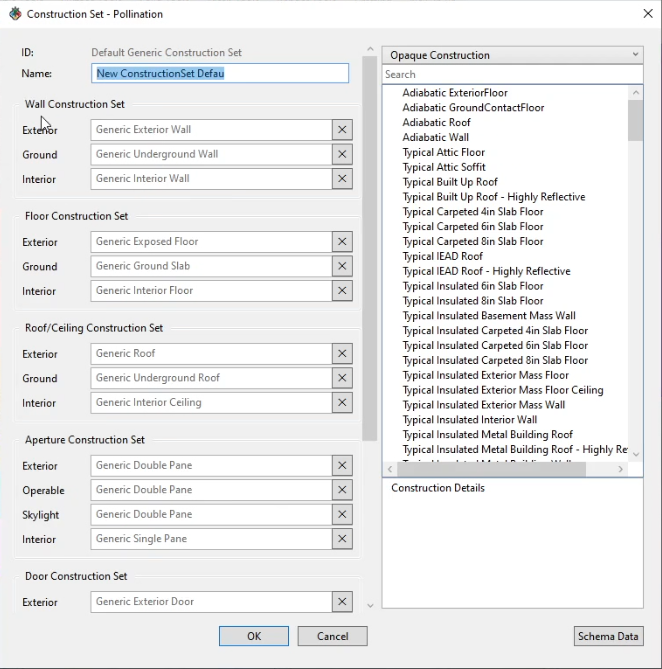 Construction Set - Pollination
ID: Default Generic Construction Set
Name: New ConstructionSet Defau
Wall Construction Set
Exterior Generic Exterior Wall
Ground Generic Underground Wall
Interior Generic Interior Wall
Floor Construction Set
Exterior Generic Exposed Floor
Ground Generic Ground Slab
Interior Generic Interior Floor
Roof/Ceiling Construction Set
Exterior Generic Roof
Ground Generic Underground Roof
Interior Generic Interior Ceiling
Aperture Construction Set
Exterior Generic Double Pane
Operable Generic Double Pane
Skylight Generic Double Pane
Interior Generic Single Pane
Door Construction Set
Exterior Generic Exterior Door
Opaque Construction
Search
Adiabatic ExteriorFloor
Adiabatic GroundContactFloor
Adiabatic Roof
Adiabatic Wall
Typical Attic Floor
Typical Attic Soffit
Typical Built Up Roof
Typical Built Up Roof - Highly Reflective
Typical Carpeted 4in Slab Floor
Typical Carpeted 6in Slab Floor
Typical Carpeted 8in Slab Floor
Typical IEAD Roof
Typical IEAD Roof - Highly Reflective
Typical Insulated 6in Slab Floor
Typical Insulated 8in Slab Floor
Typical Insulated Basement Mass Wall
Typical Insulated Carpeted 4in Slab Floor
Typical Insulated Carpeted 6in Slab Floor
Typical Insulated Carpeted 8in Slab Floor
Typical Insulated Exterior Mass Floor
Typical Insulated Exterior Mass Floor Ceiling
Typical Insulated Exterior Mass Wall
Typical Insulated Interior Wall
Typical Insulated Metal Building Roof
Typical Insulated Metal Building Roof - Highly Re
Construction Details
OK
Cancel
Schema Data